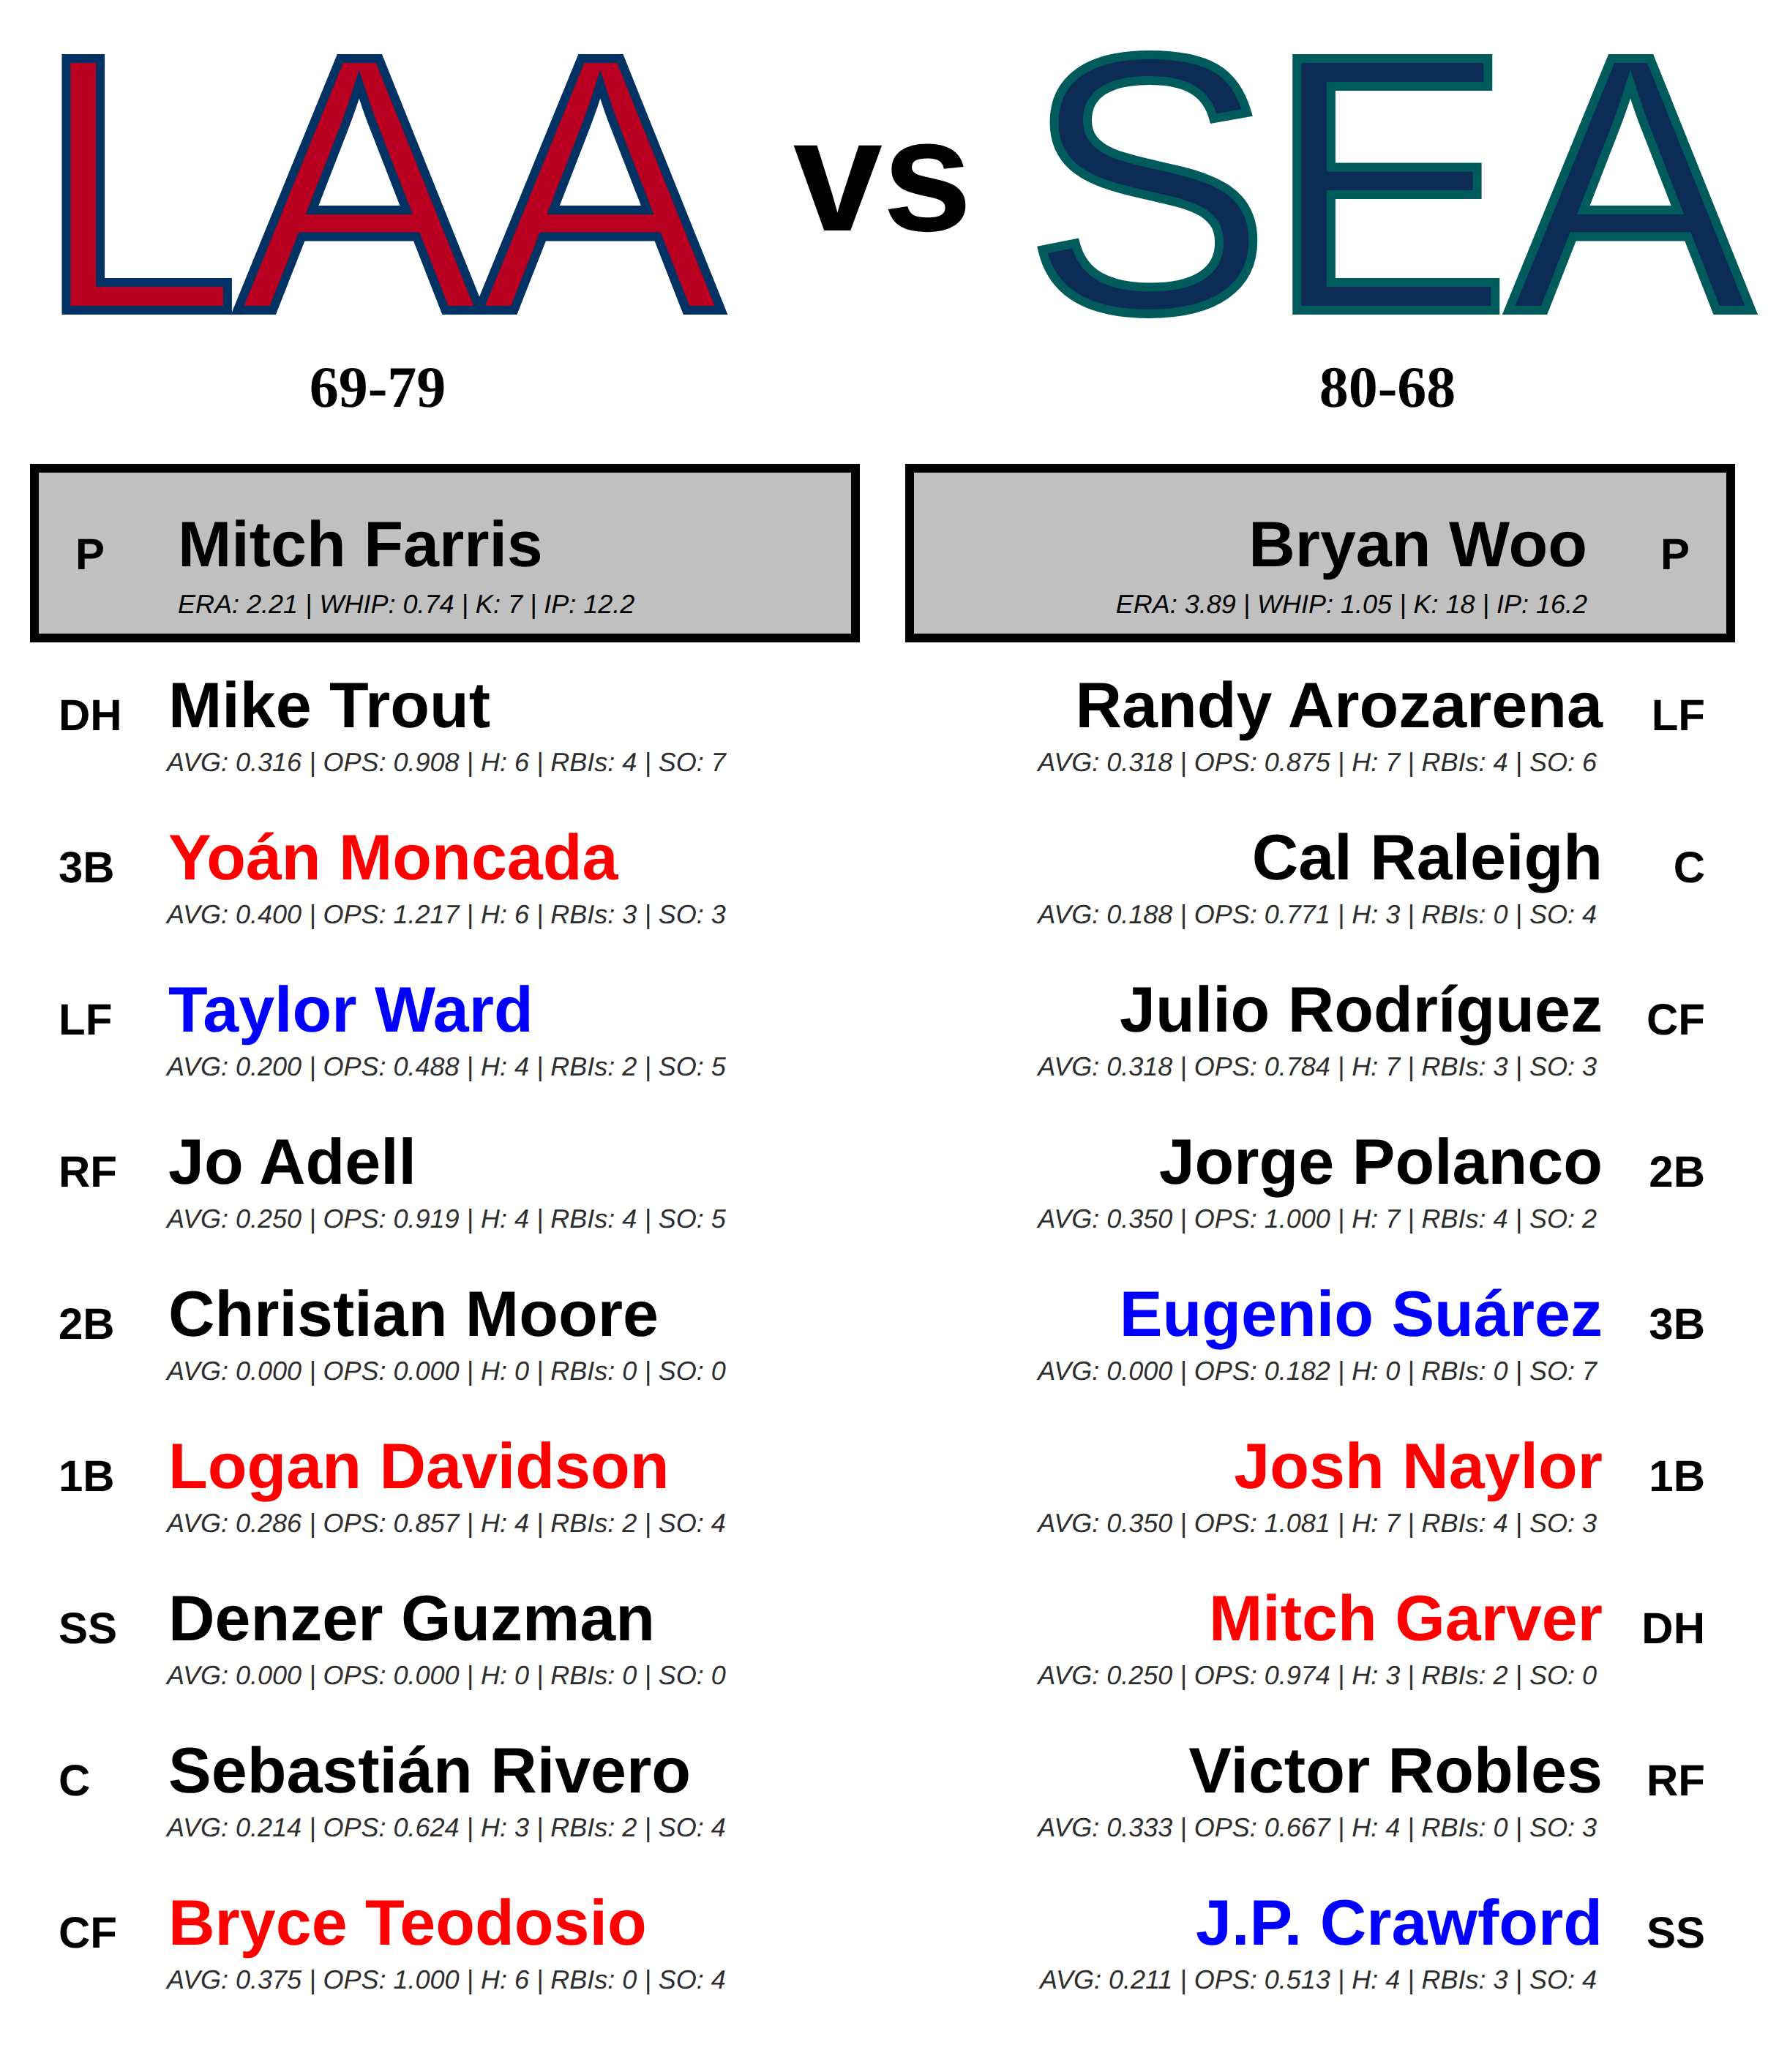 LAA vs SEA
69-79 80-68
P Mitch Farris
ERA: 2.21 | WHIP: 0.74 | K: 7 | IP: 12.2
Bryan Woo P
ERA: 3.89 | WHIP: 1.05 | K: 18 | IP: 16.2
DH Mike Trout
AVG: 0.316 | OPS: 0.908 | H: 6 | RBIs: 4 | SO: 7
3B Yoán Moncada
AVG: 0.400 | OPS: 1.217 | H: 6 | RBIs: 3 | SO: 3
LF Taylor Ward
AVG: 0.200 | OPS: 0.488 | H: 4 | RBIs: 2 | SO: 5
RF Jo Adell
AVG: 0.250 | OPS: 0.919 | H: 4 | RBIs: 4 | SO: 5
2B Christian Moore
AVG: 0.000 | OPS: 0.000 | H: 0 | RBIs: 0 | SO: 0
1B Logan Davidson
AVG: 0.286 | OPS: 0.857 | H: 4 | RBIs: 2 | SO: 4
SS Denzer Guzman
AVG: 0.000 | OPS: 0.000 | H: 0 | RBIs: 0 | SO: 0
C Sebastián Rivero
AVG: 0.214 | OPS: 0.624 | H: 3 | RBIs: 2 | SO: 4
CF Bryce Teodosio
AVG: 0.375 | OPS: 1.000 | H: 6 | RBIs: 0 | SO: 4
Randy Arozarena LF
AVG: 0.318 | OPS: 0.875 | H: 7 | RBIs: 4 | SO: 6
Cal Raleigh C
AVG: 0.188 | OPS: 0.771 | H: 3 | RBIs: 0 | SO: 4
Julio Rodríguez CF
AVG: 0.318 | OPS: 0.784 | H: 7 | RBIs: 3 | SO: 3
Jorge Polanco 2B
AVG: 0.350 | OPS: 1.000 | H: 7 | RBIs: 4 | SO: 2
Eugenio Suárez 3B
AVG: 0.000 | OPS: 0.182 | H: 0 | RBIs: 0 | SO: 7
Josh Naylor 1B
AVG: 0.350 | OPS: 1.081 | H: 7 | RBIs: 4 | SO: 3
Mitch Garver DH
AVG: 0.250 | OPS: 0.974 | H: 3 | RBIs: 2 | SO: 0
Victor Robles RF
AVG: 0.333 | OPS: 0.667 | H: 4 | RBIs: 0 | SO: 3
J.P. Crawford SS
AVG: 0.211 | OPS: 0.513 | H: 4 | RBIs: 3 | SO: 4